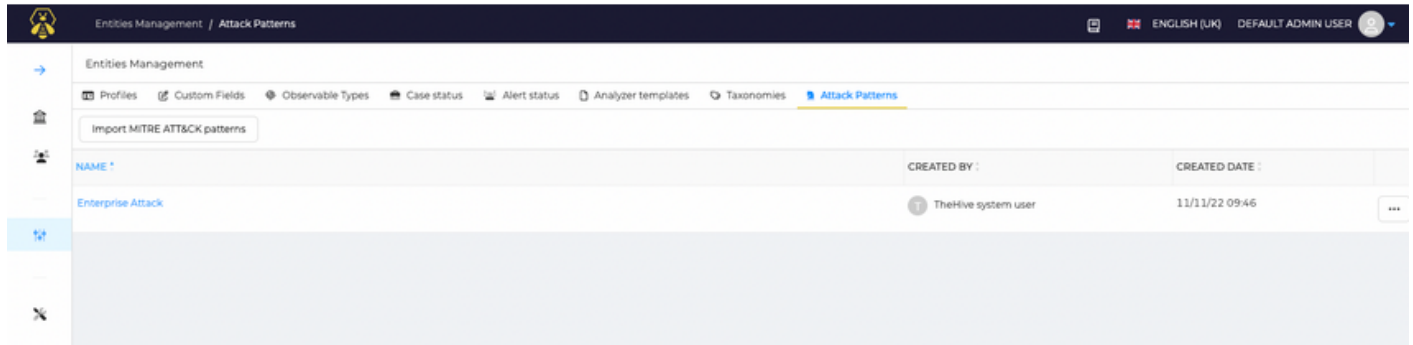 Entities Management / Attack Patterns
ENGLISH (UK) DEFAULT ADMIN USER
Entities Management
Profiles Custom Fields Observable Types Case status Alert status Analyzer templates Taxonomies Attack Patterns
Import MITRE ATT&CK patterns
NAME CREATED BY CREATED DATE
Enterprise Attack T TheHive system user 11/11/22 09:46
...